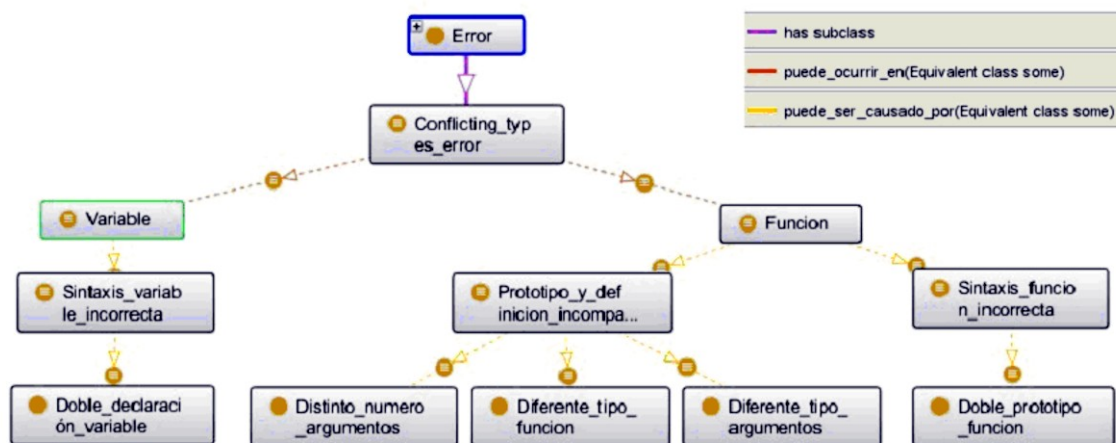 Error
has subclass
puede_ocurrir_en(Equivalent class some)
puede_ser_causado_por(Equivalent class some)
Conflicting_typ
es_error
Variable
Funcion
Sintaxis_variab
le_incorrecta
Prototipo_y_def
inicion_incompa...
Sintaxis_funcio
n_incorrecta
Doble_declaraci
ón_variable
Distinto_numero
_argumentos
Diferente_tipo_
funcion
Diferente_tipo_
argumentos
Doble_prototipo
_funcion